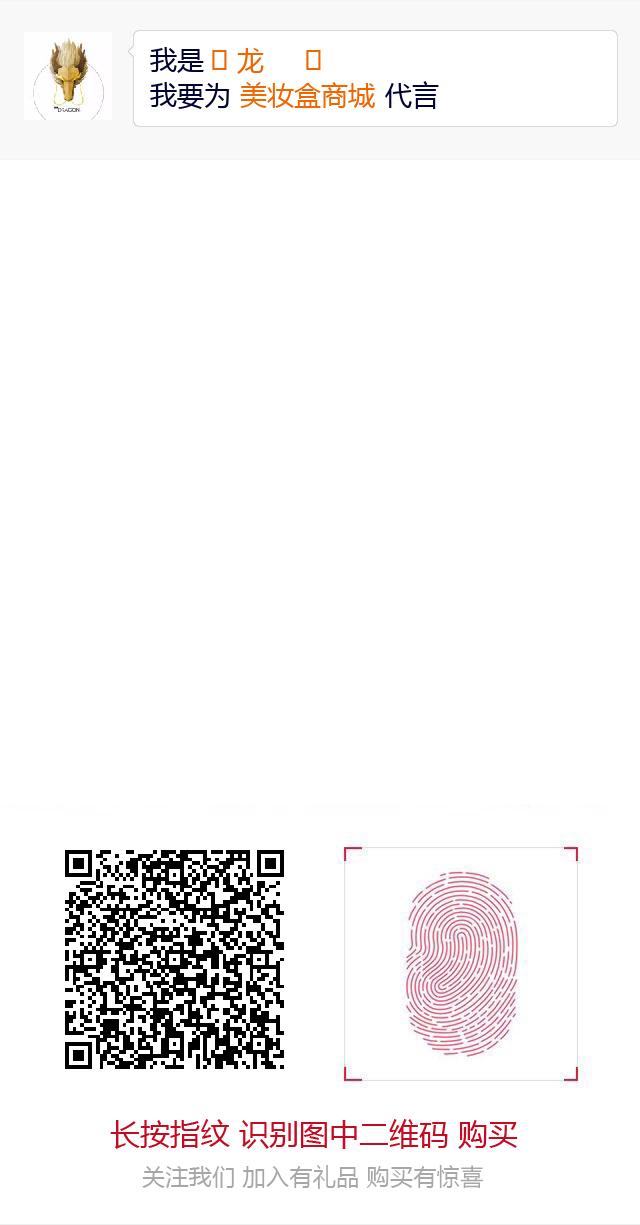 我是 龙
我要为 美妆盒商城 代言
DRAGON
长按指纹 识别图中二维码 购买
关注我们 加入有礼品 购买有惊喜